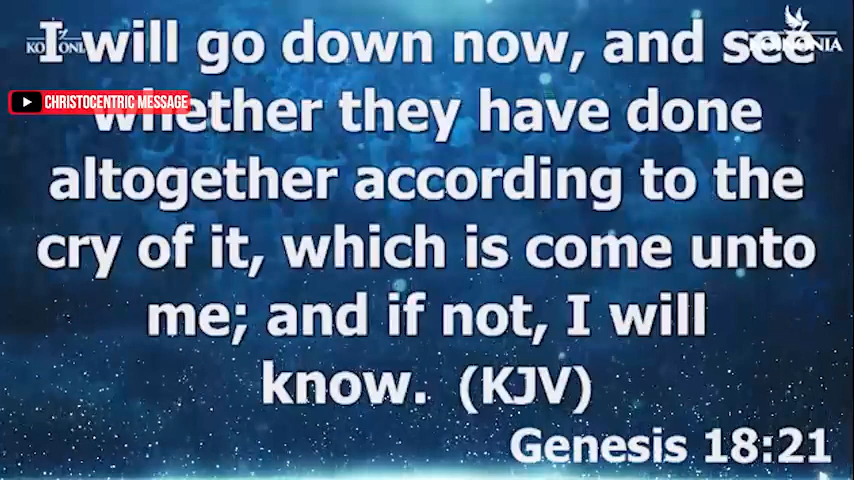 I will go down now, and see
KOINONIA
CHRISTOCENTRIC MESSAGE
whether they have done
altogether according to the
cry of it, which is come unto
me; and if not, I will
know. (KJV)
Genesis 18:21